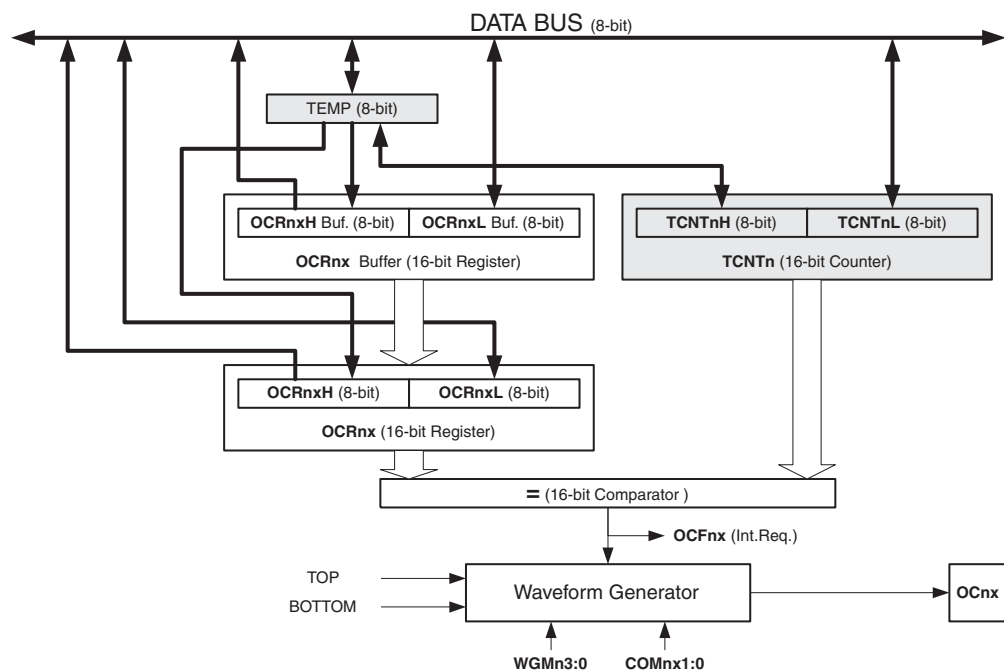 DATA BUS (8-bit)
TEMP (8-bit)
OCRnxH Buf. (8-bit) OCRnxL Buf. (8-bit)
OCRnx Buffer (16-bit Register)
TCNTnH (8-bit) TCNTnL (8-bit)
TCNTn (16-bit Counter)
OCRnxH (8-bit) OCRnxL (8-bit)
OCRnx (16-bit Register)
= (16-bit Comparator )
OCFnx (Int.Req.)
TOP
BOTTOM
Waveform Generator
OCnx
WGMn3:0 COMnx1:0